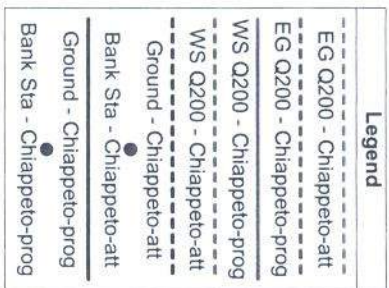 Legend
EG Q200 - Chiappeto-att
EG Q200 - Chiappeto-prog
WS Q200 - Chiappeto-prog
WS Q200 - Chiappeto-att
Ground - Chiappeto-att
Bank Sta - Chiappeto-att
Ground - Chiappeto-prog
Bank Sta - Chiappeto-prog